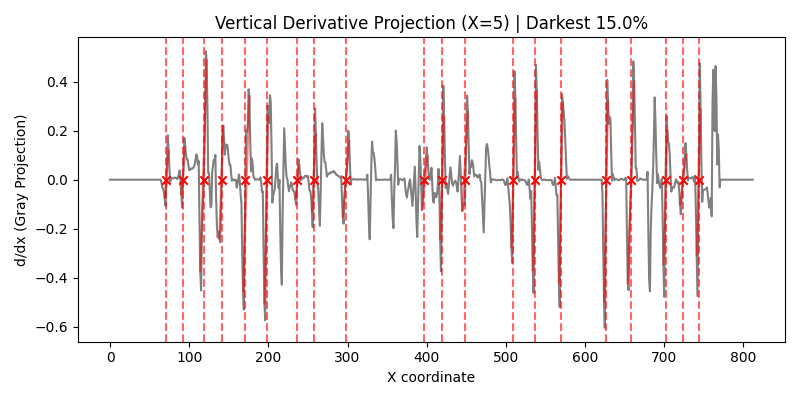 Vertical Derivative Projection (X=5) | Darkest 15.0%
d/dx (Gray Projection)
0.4
0.2
0.0
−0.2
−0.4
−0.6
0 100 200 300 400 500 600 700 800
X coordinate